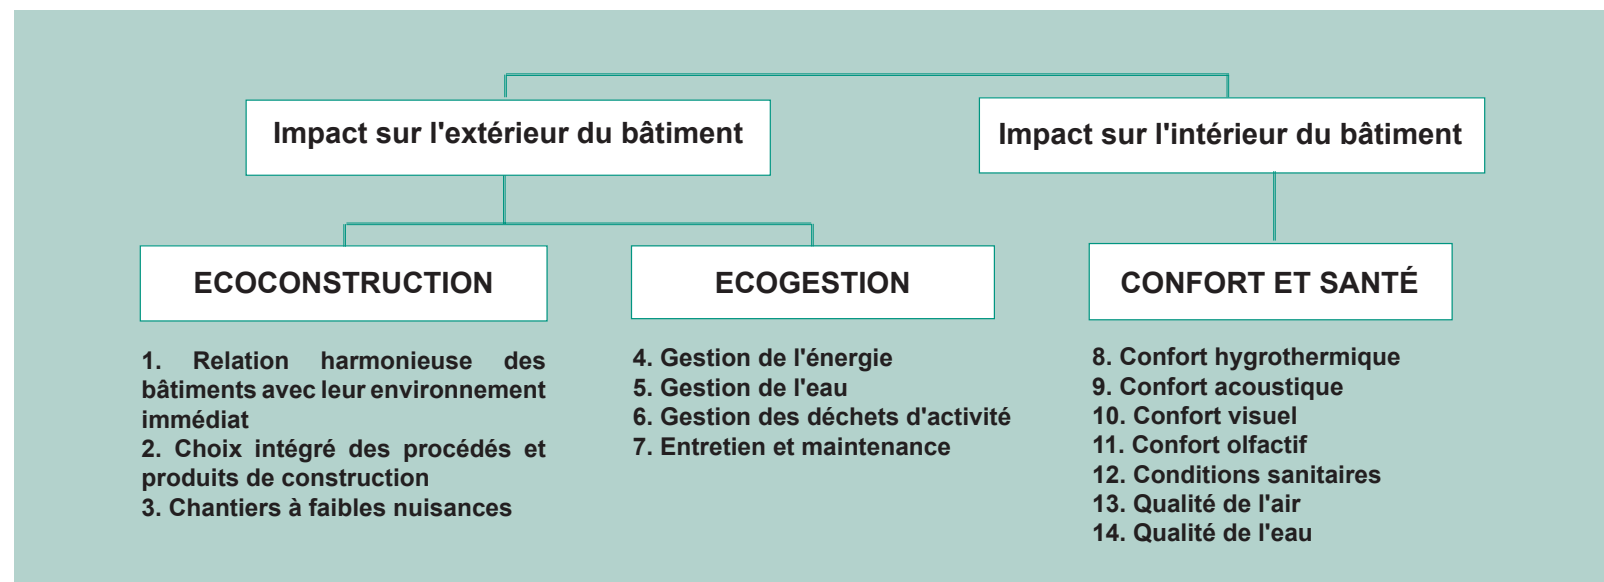 Impact sur l'extérieur du bâtiment
Impact sur l'intérieur du bâtiment
ECOCONSTRUCTION
1. Relation harmonieuse des
bâtiments avec leur environnement
immédiat
2. Choix intégré des procédés et
produits de construction
3. Chantiers à faibles nuisances
ECOGESTION
4. Gestion de l'énergie
5. Gestion de l'eau
6. Gestion des déchets d'activité
7. Entretien et maintenance
CONFORT ET SANTÉ
8. Confort hygrothermique
9. Confort acoustique
10. Confort visuel
11. Confort olfactif
12. Conditions sanitaires
13. Qualité de l'air
14. Qualité de l'eau